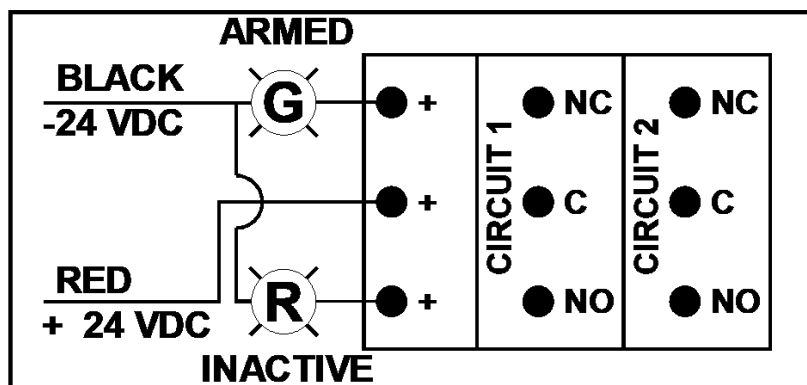 ARMED
BLACK
-24 VDC
G
+
+
+
RED
+ 24 VDC
R
INACTIVE
CIRCUIT 1
NC
C
NO
CIRCUIT 2
NC
C
NO